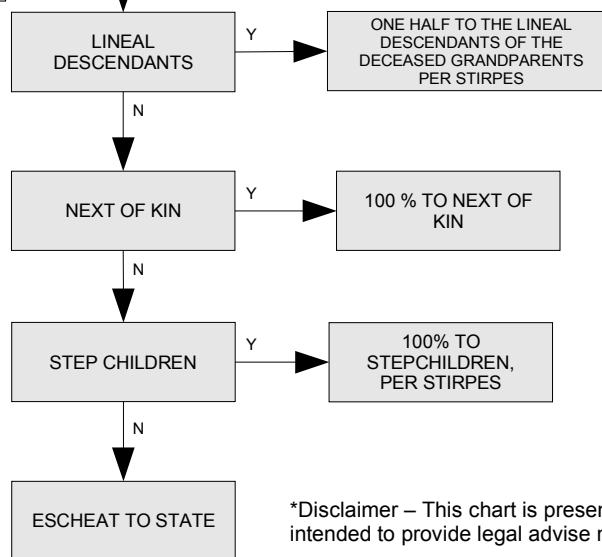 LINEAL
DESCENDANTS
Y
ONE HALF TO THE LINEAL
DESCENDANTS OF THE
DECEASED GRANDPARENTS
PER STIRPES
N
NEXT OF KIN
Y
100 % TO NEXT OF
KIN
N
STEP CHILDREN
Y
100% TO
STEPCHILDREN,
PER STIRPES
N
ESCHEAT TO STATE
*Disclaimer – This chart is presen
intended to provide legal advise